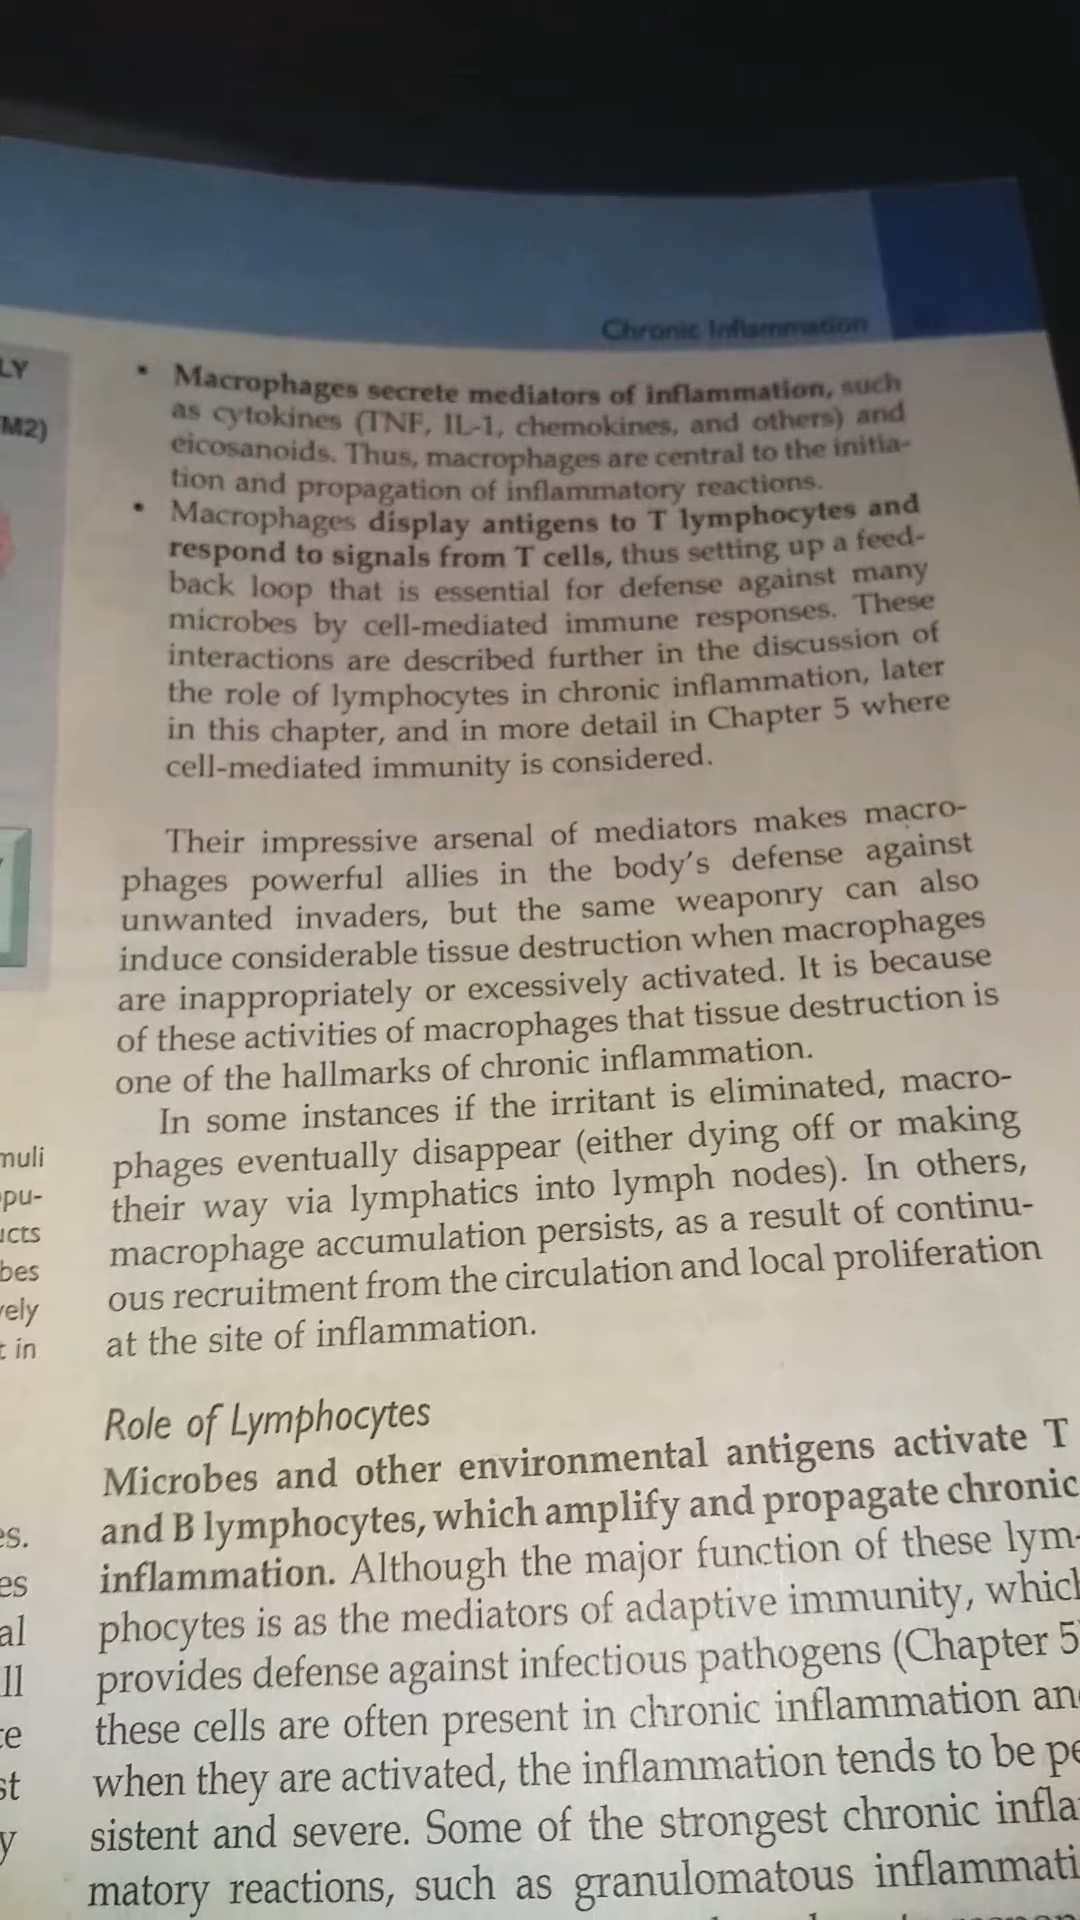 Chronic Inflammation
LY
M2)
• Macrophages secrete mediators of inflammation, such
as cytokines (TNF, IL-1, chemokines, and others) and
eicosanoids. Thus, macrophages are central to the initia-
tion and propagation of inflammatory reactions.
• Macrophages display antigens to T lymphocytes and
respond to signals from T cells, thus setting up a feed-
back loop that is essential for defense against many
microbes by cell-mediated immune responses. These
interactions are described further in the discussion of
the role of lymphocytes in chronic inflammation, later
in this chapter, and in more detail in Chapter 5 where
cell-mediated immunity is considered.
Their impressive arsenal of mediators makes macro-
phages powerful allies in the body's defense against
unwanted invaders, but the same weaponry can also
induce considerable tissue destruction when macrophages
are inappropriately or excessively activated. It is because
of these activities of macrophages that tissue destruction is
one of the hallmarks of chronic inflammation.
In some instances if the irritant is eliminated, macro-
phages eventually disappear (either dying off or making
their way via lymphatics into lymph nodes). In others,
macrophage accumulation persists, as a result of continu-
ous recruitment from the circulation and local proliferation
at the site of inflammation.
Role of Lymphocytes
Microbes and other environmental antigens activate T
and B lymphocytes, which amplify and propagate chronic
inflammation. Although the major function of these lym-
phocytes is as the mediators of adaptive immunity, which
provides defense against infectious pathogens (Chapter 5
these cells are often present in chronic inflammation an
when they are activated, the inflammation tends to be pe
sistent and severe. Some of the strongest chronic infla
matory reactions, such as granulomatous inflammati
muli
pu-
ucts
bes
vely
t in
es.
es
al
ll
ce
st
y